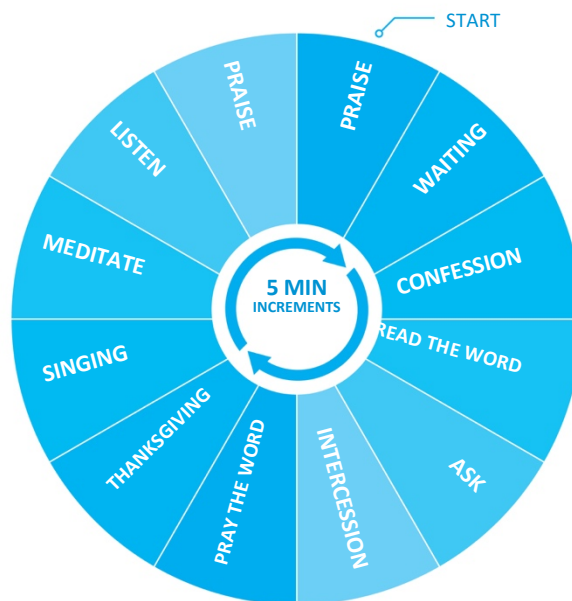 START
PRAISE
WAITING
CONFESSION
READ THE WORD
ASK
INTERCESSION
PRAY THE WORD
THANKSGIVING
SINGING
MEDITATE
LISTEN
PRAISE
5 MIN
INCREMENTS